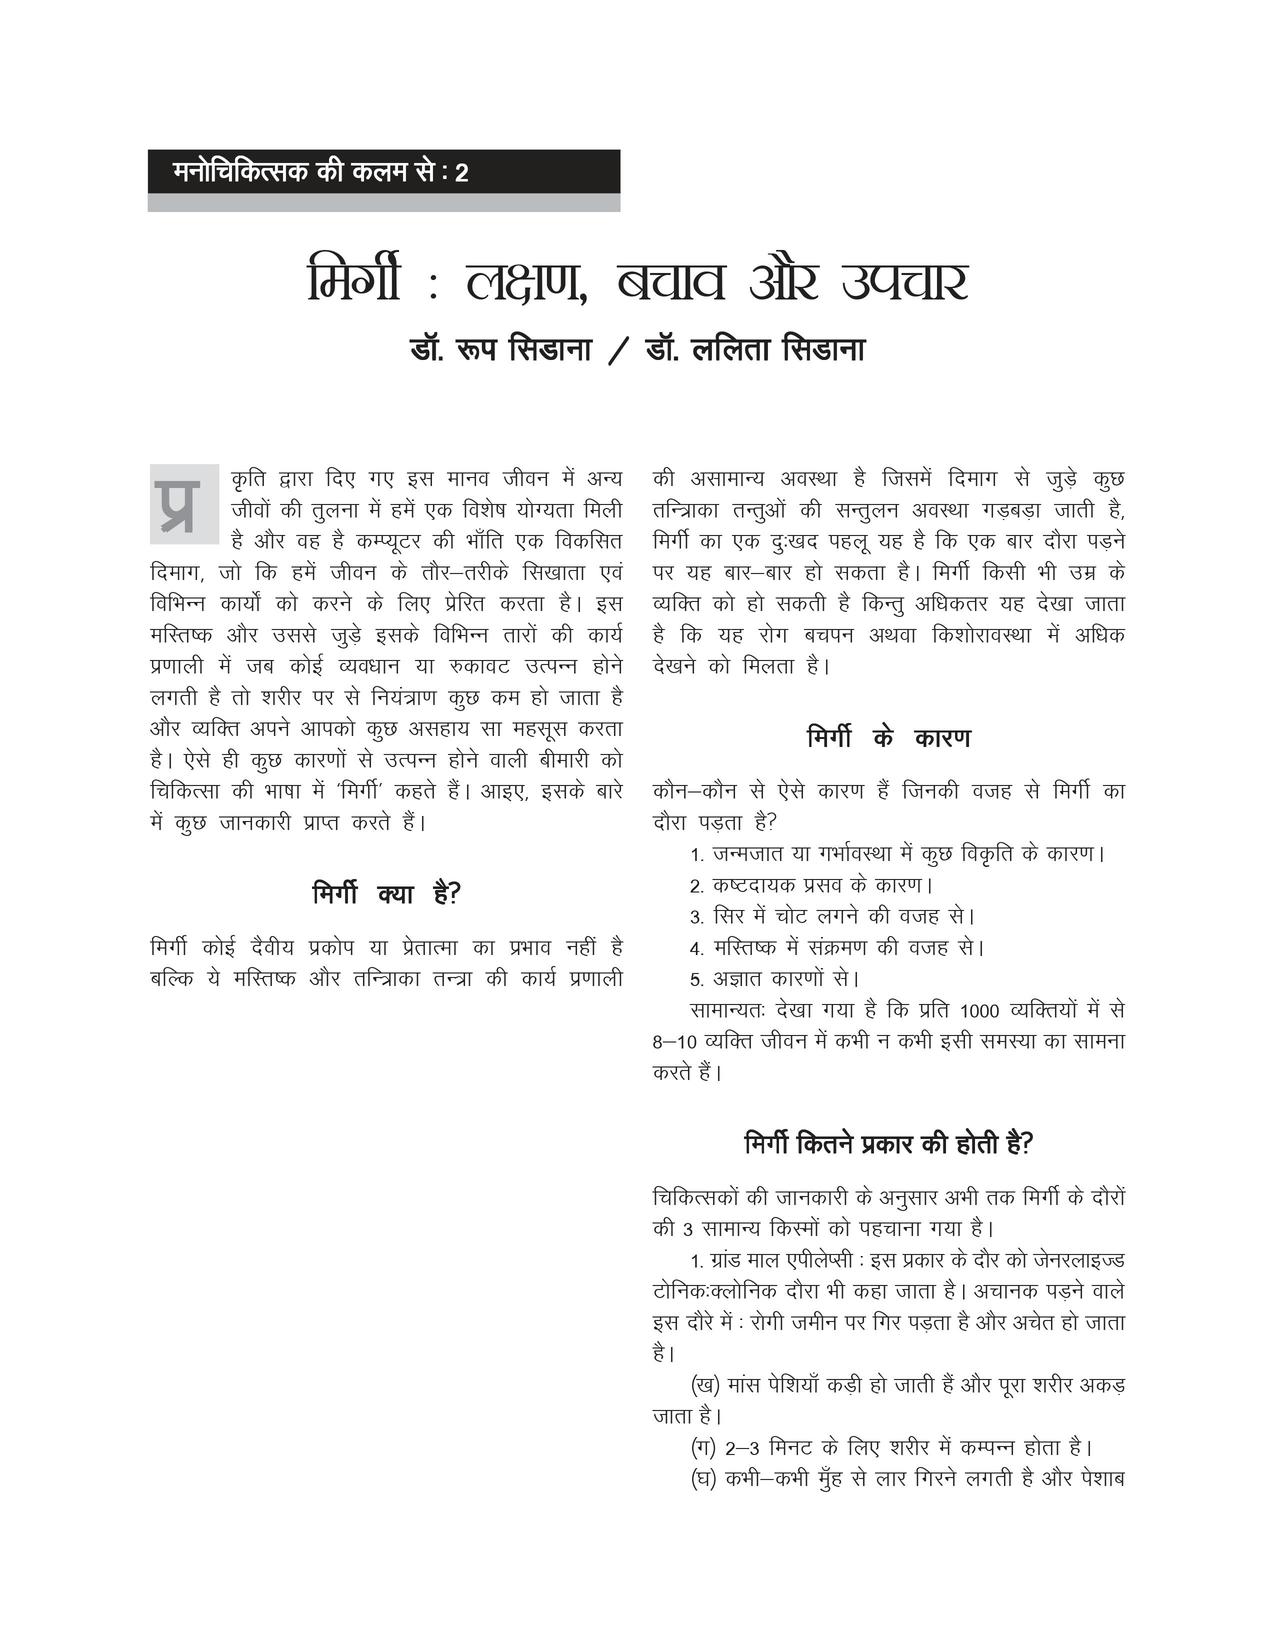 मनोचिकित्सक की कलम से : 2
मिर्गी : लक्षण, बचाव और उपचार
डॉ. रूप सिडाना / डॉ. ललिता सिडाना
प्रकृति द्वारा दिए गए इस मानव जीवन में अन्य
जीवों की तुलना में हमें एक विशेष योग्यता मिली
है और वह है कम्प्यूटर की भाँति एक विकसित
दिमाग, जो कि हमें जीवन के तौर–तरीके सिखाता एवं
विभिन्न कार्यों को करने के लिए प्रेरित करता है। इस
मस्तिष्क और उससे जुड़े इसके विभिन्न तारों की कार्य
प्रणाली में जब कोई व्यवधान या रुकावट उत्पन्न होने
लगती है तो शरीर पर से नियंत्राण कुछ कम हो जाता है
और व्यक्ति अपने आपको कुछ असहाय सा महसूस करता
है। ऐसे ही कुछ कारणों से उत्पन्न होने वाली बीमारी को
चिकित्सा की भाषा में ‘मिर्गी’ कहते हैं। आइए, इसके बारे
में कुछ जानकारी प्राप्त करते हैं।
मिर्गी क्या है?
मिर्गी कोई दैवीय प्रकोप या प्रेतात्मा का प्रभाव नहीं है
बल्कि ये मस्तिष्क और तन्त्रिाका तन्त्रा की कार्य प्रणाली
की असामान्य अवस्था है जिसमें दिमाग से जुड़े कुछ
तन्त्रिाका तन्तुओं की सन्तुलन अवस्था गड़बड़ा जाती है,
मिर्गी का एक दुःखद पहलू यह है कि एक बार दौरा पड़ने
पर यह बार–बार हो सकता है। मिर्गी किसी भी उम्र के
व्यक्ति को हो सकती है किन्तु अधिकतर यह देखा जाता
है कि यह रोग बचपन अथवा किशोरावस्था में अधिक
देखने को मिलता है।
मिर्गी के कारण
कौन–कौन से ऐसे कारण हैं जिनकी वजह से मिर्गी का
दौरा पड़ता है?
1. जन्मजात या गर्भावस्था में कुछ विकृति के कारण।
2. कष्टदायक प्रसव के कारण।
3. सिर में चोट लगने की वजह से।
4. मस्तिष्क में संक्रमण की वजह से।
5. अज्ञात कारणों से।
सामान्यतः देखा गया है कि प्रति 1000 व्यक्तियों में से
8–10 व्यक्ति जीवन में कभी न कभी इसी समस्या का सामना
करते हैं।
मिर्गी कितने प्रकार की होती है?
चिकित्सकों की जानकारी के अनुसार अभी तक मिर्गी के दौरों
की 3 सामान्य किस्मों को पहचाना गया है।
1. ग्रांड माल एपीलेप्सी : इस प्रकार के दौर को जेनरलाइज्ड
टोनिकःक्लोनिक दौरा भी कहा जाता है। अचानक पड़ने वाले
इस दौरे में : रोगी जमीन पर गिर पड़ता है और अचेत हो जाता
है।
(ख) मांस पेशियाँ कड़ी हो जाती हैं और पूरा शरीर अकड़
जाता है।
(ग) 2–3 मिनट के लिए शरीर में कम्पन्न होता है।
(घ) कभी–कभी मुँह से लार गिरने लगती है और पेशाब